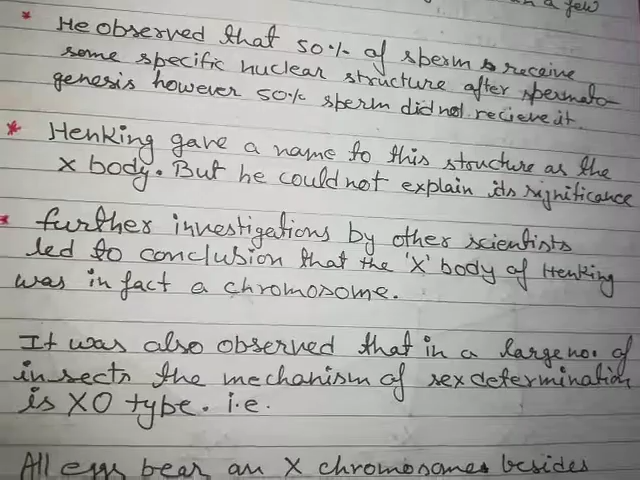 a few
* He observed that 50% of sperm receive
some specific nuclear structure after spermato-
genesis however 50% sperm did not recieve it.
* Henking gave a name to this structure as the
X body. But he could not explain its significance
* further investigations by other scientists
led to conclusion that the 'X' body of Henking
was in fact a chromosome.
It was also observed that in a large no. of
insects the mechanism of sex determination
is XO type. i.e.
All eggs bear an X chromosomes besides